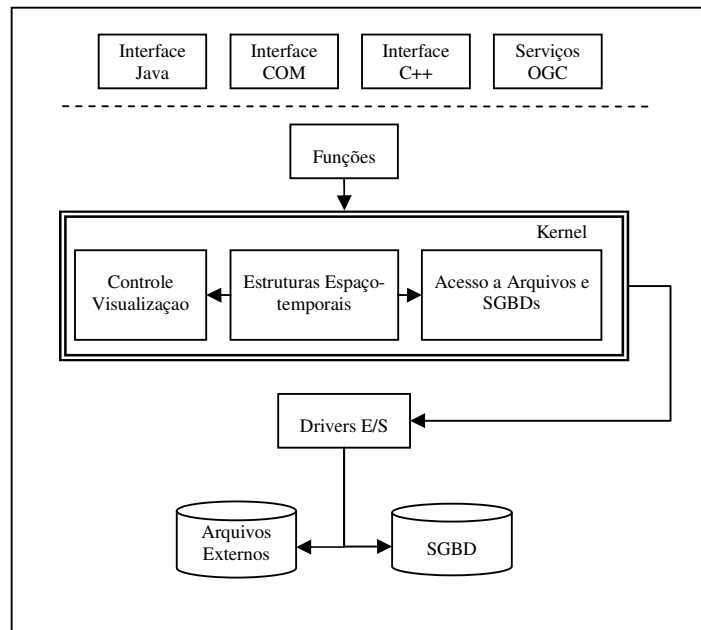 Interface
Java
Interface
COM
Interface
C++
Serviços
OGC
Funções
Kernel
Controle
Visualizaçao
Estruturas Espaço-
temporais
Acesso a Arquivos e
SGBDs
Drivers E/S
Arquivos
Externos
SGBD